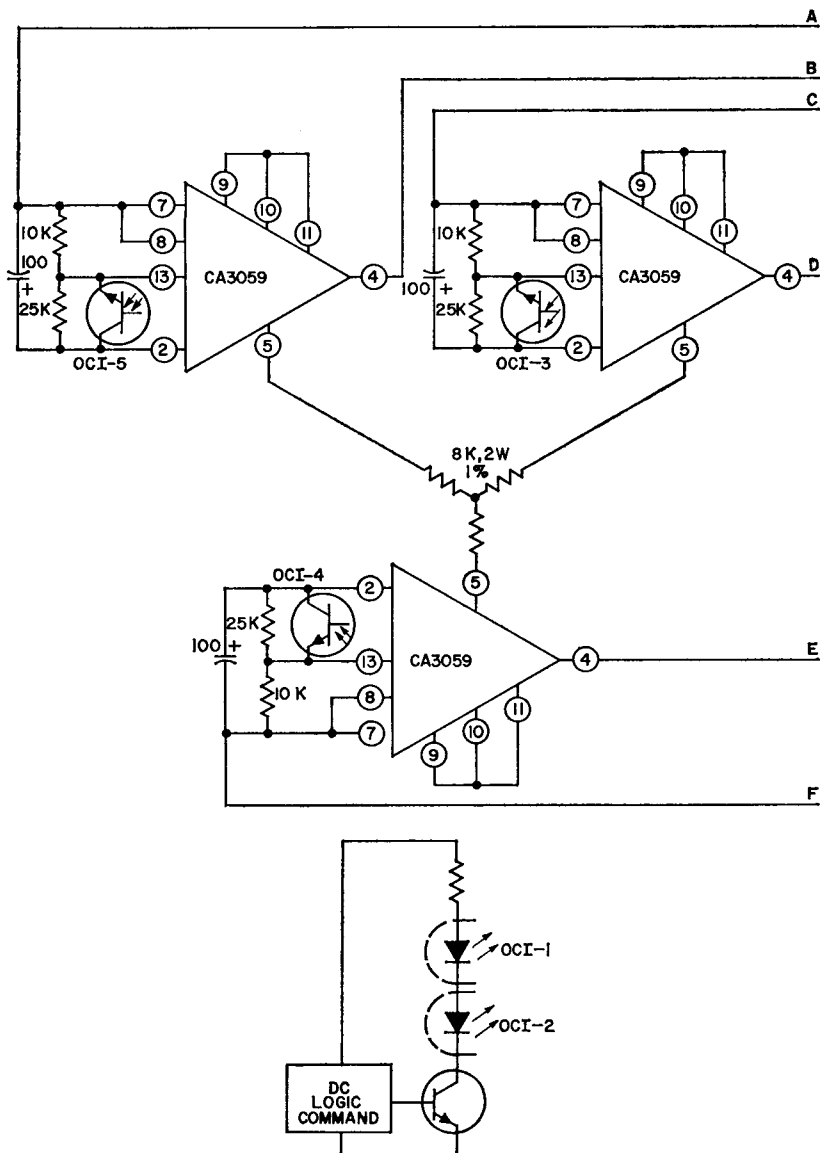 A
B
C
9
10
11
9
10
11
7
8
13
2
10K
100
+
25K
CA3059
4
5
OCI-5
7
8
13
2
10K
100
+
25K
CA3059
4
D
5
OCI-3
8K, 2W
1%
5
OCI-4
2
25K
100 +
13
CA3059
4
E
10 K
8
7
9
10
11
F
OCI-1
OCI-2
DC
LOGIC
COMMAND